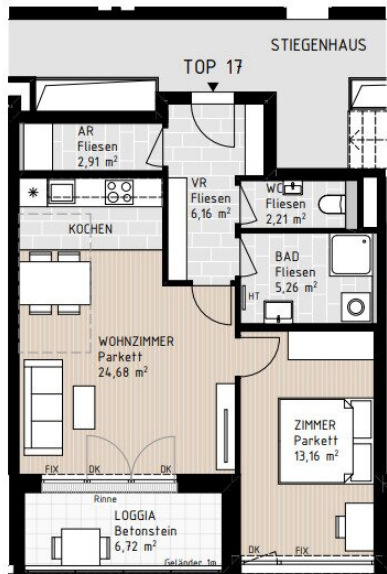 STIEGENHAUS
TOP 17
AR
Fliesen
2,91 m²
VR
Fliesen
6,16 m²
WC
Fliesen
2,21 m²
*
KOCHEN
BAD
Fliesen
5,26 m²
HT
WOHNZIMMER
Parkett
24,68 m²
ZIMMER
Parkett
13,16 m²
FIX
DK
DK
Rinne
LOGGIA
Betonstein
6,72 m²
Geländer 1m
DK
FIX